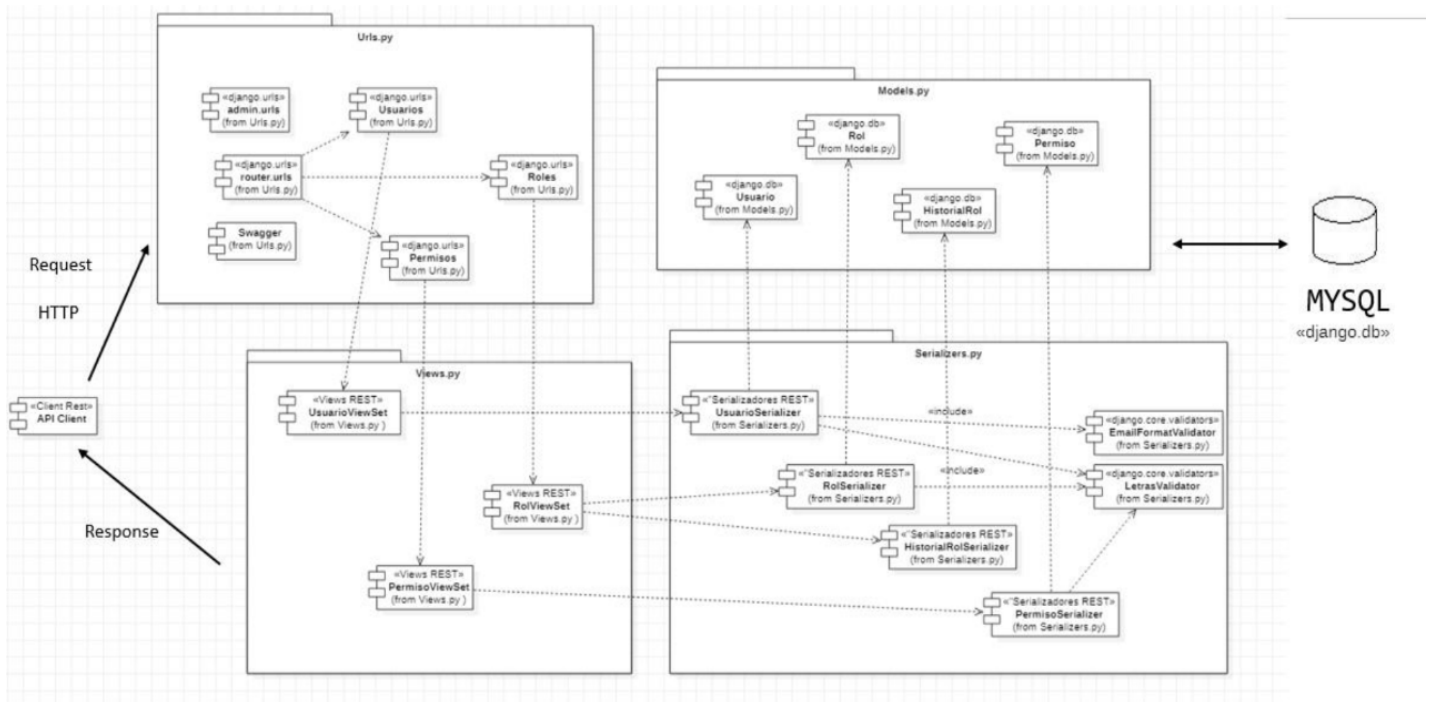 Urls.py
«django.urls»
admin.urls
(from Urls.py)
«django.urls»
Usuarios
(from Urls.py)
«django.urls»
router.urls
(from Urls.py)
«django.urls»
Roles
(from Urls.py)
Swagger
(from Urls.py)
«django.urls»
Permisos
(from Urls.py)
Models.py
«django.db»
Rol
(from Models.py)
«django.db»
Permiso
(from Models.py)
«django.db»
Usuario
(from Models.py)
«django.db»
HistorialRol
(from Models.py)
MYSQL
«django.db»
Request
HTTP
«Client Rest»
API Client
Response
Views.py
«Views REST»
UsuarioViewSet
(from Views.py )
«Views REST»
RolViewSet
(from Views.py )
«Views REST»
PermisoViewSet
(from Views.py )
Serializers.py
«"Serializadores REST»
UsuarioSerializer
(from Serializers.py)
«include»
«django.core.validators»
EmailFormatValidator
(from Serializers.py)
«"Serializadores REST»
RolSerializer
(from Serializers.py)
«include»
«django.core.validators»
LetrasValidator
(from Serializers.py)
«"Serializadores REST»
HistorialRolSerializer
(from Serializers.py)
«"Serializadores REST»
PermisoSerializer
(from Serializers.py)